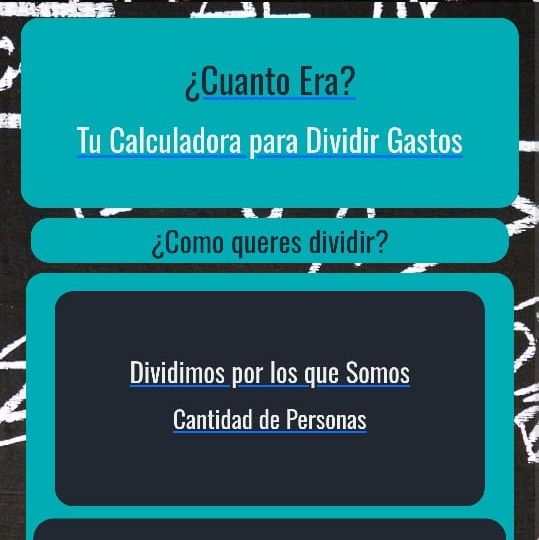 ¿Cuanto Era?
Tu Calculadora para Dividir Gastos
¿Como queres dividir?
Dividimos por los que Somos
Cantidad de Personas